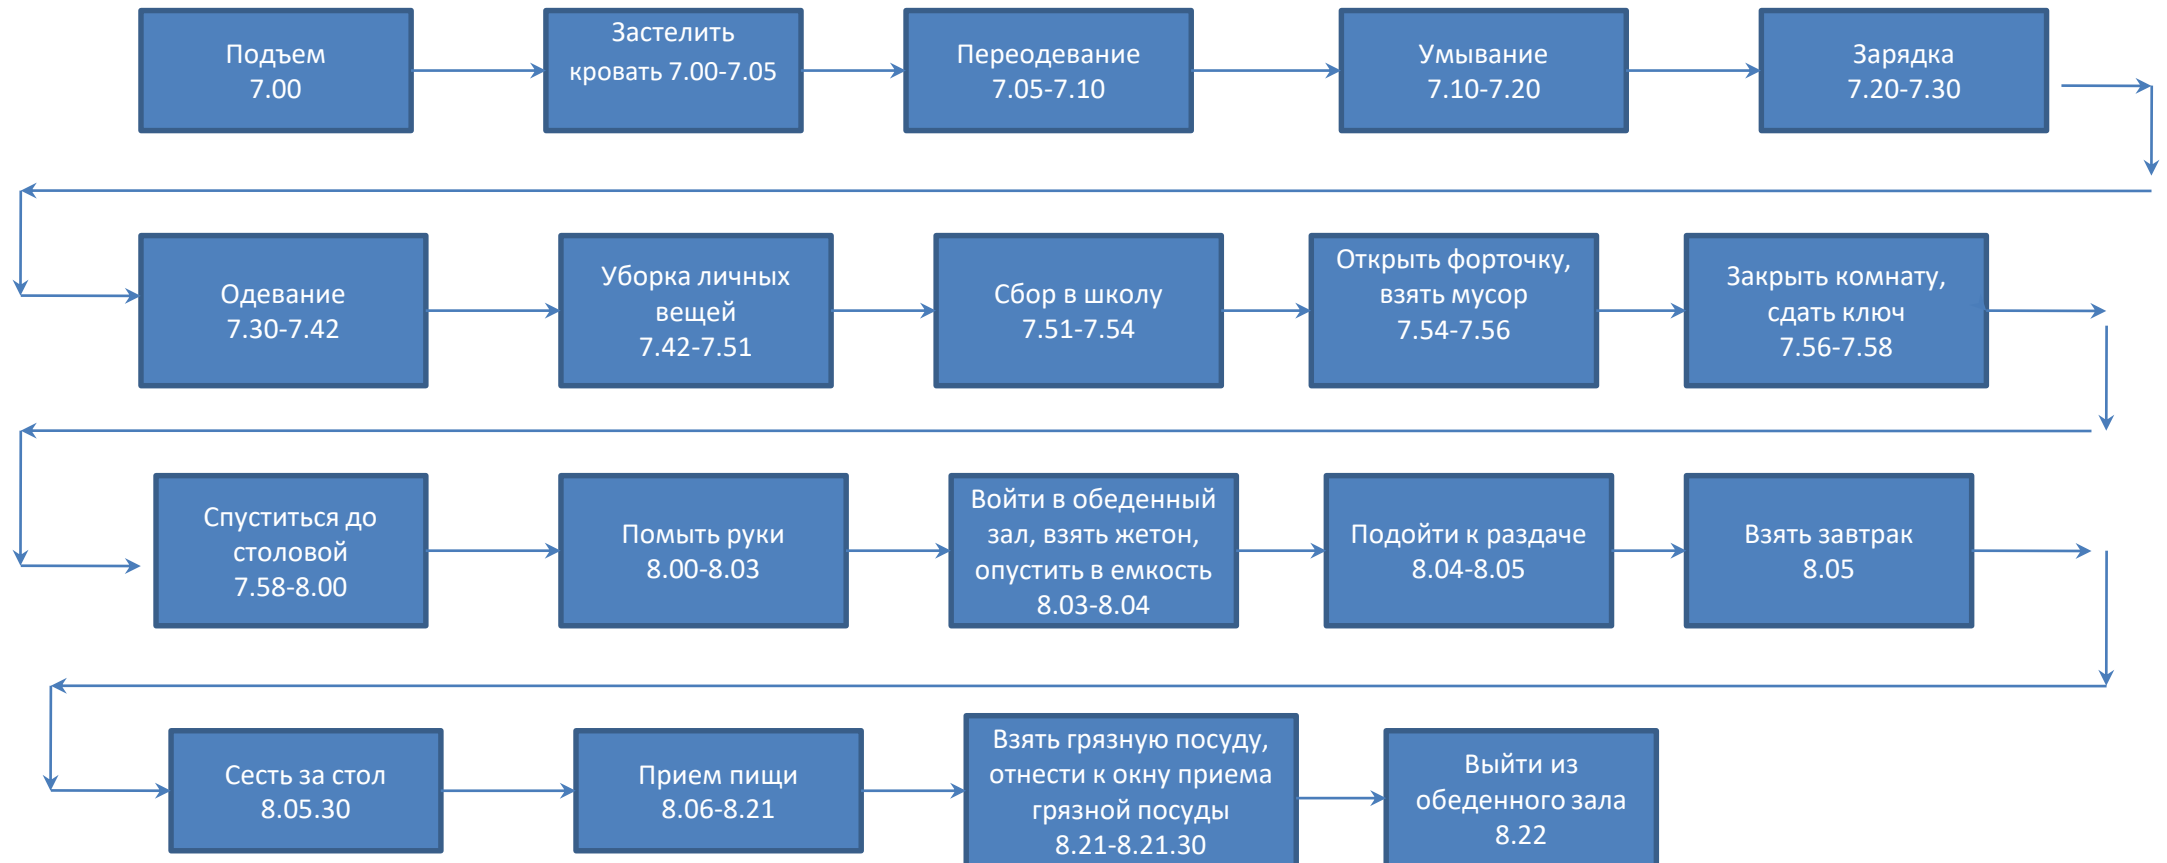 Подъем
7.00
Застелить
кровать 7.00-7.05
Переодевание
7.05-7.10
Умывание
7.10-7.20
Зарядка
7.20-7.30
Одевание
7.30-7.42
Уборка личных
вещей
7.42-7.51
Сбор в школу
7.51-7.54
Открыть форточку,
взять мусор
7.54-7.56
Закрыть комнату,
сдать ключ
7.56-7.58
Спуститься до
столовой
7.58-8.00
Помыть руки
8.00-8.03
Войти в обеденный
зал, взять жетон,
опустить в емкость
8.03-8.04
Подойти к раздаче
8.04-8.05
Взять завтрак
8.05
Сесть за стол
8.05.30
Прием пищи
8.06-8.21
Взять грязную посуду,
отнести к окну приема
грязной посуды
8.21-8.21.30
Выйти из
обеденного зала
8.22